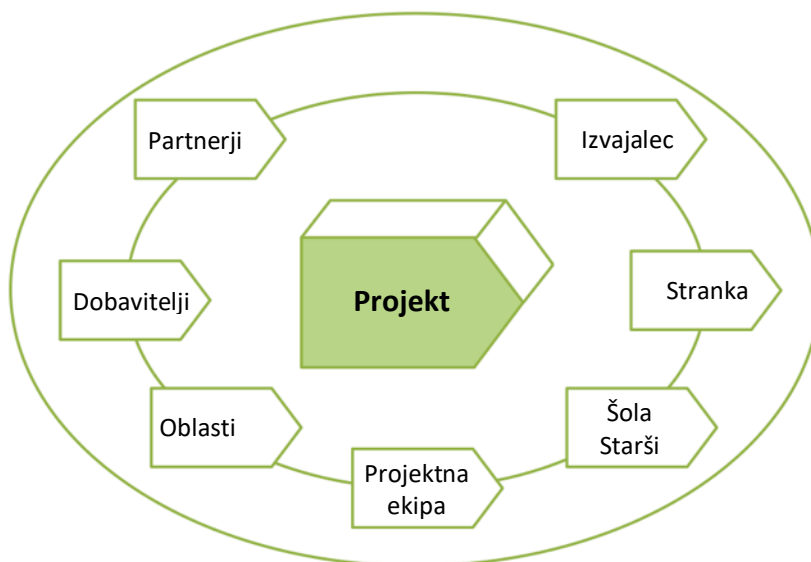 Partnerji
Izvajalec
Projekt
Dobavitelji
Stranka
Oblasti
Šola
Starši
Projektna
ekipa